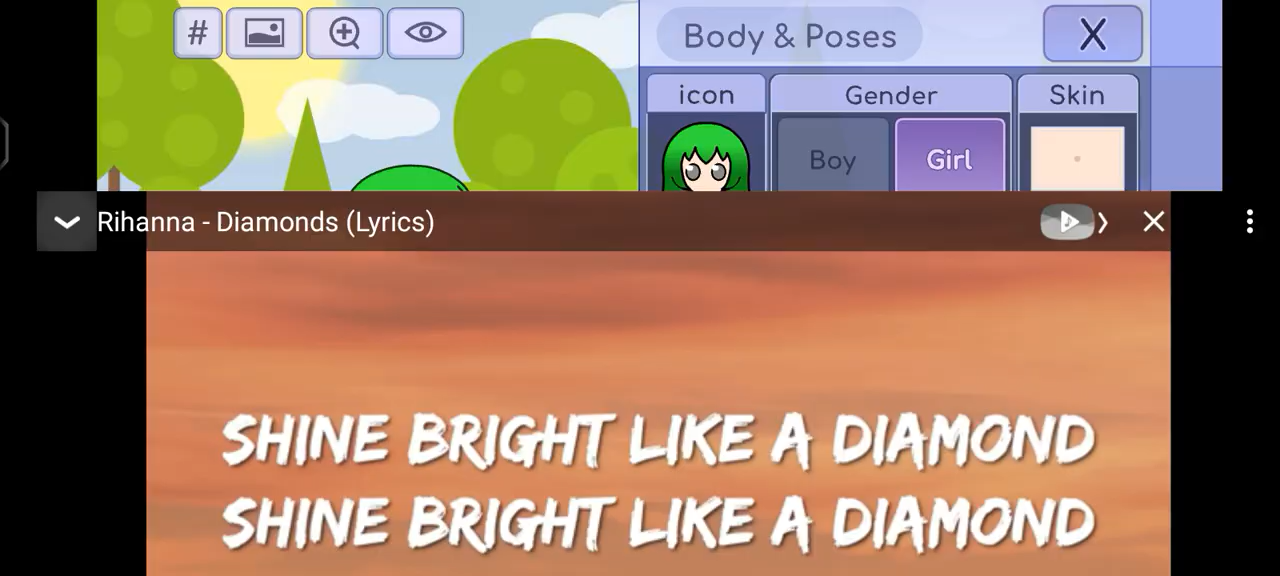 #
Body & Poses
X
icon
Gender
Skin
Boy
Girl
Rihanna - Diamonds (Lyrics)
SHINE BRIGHT LIKE A DIAMOND
SHINE BRIGHT LIKE A DIAMOND